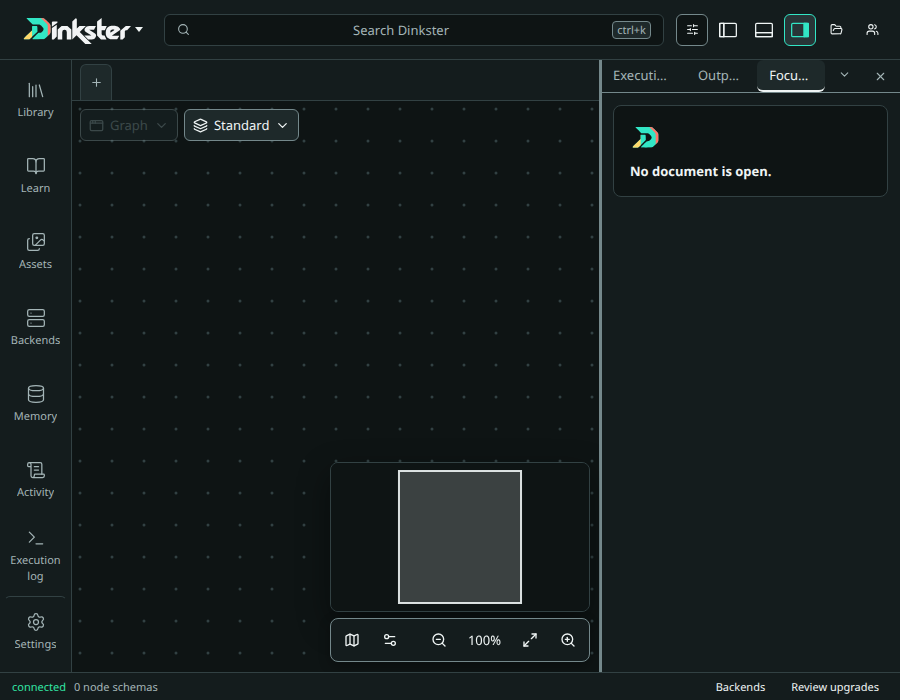 Dinkster
Search Dinkster
ctrl+k
Library
Learn
Assets
Backends
Memory
Activity
Execution
log
Settings
+
Graph
Standard
100%
Executi...
Outp...
Focu...
No document is open.
connected
0 node schemas
Backends
Review upgrades